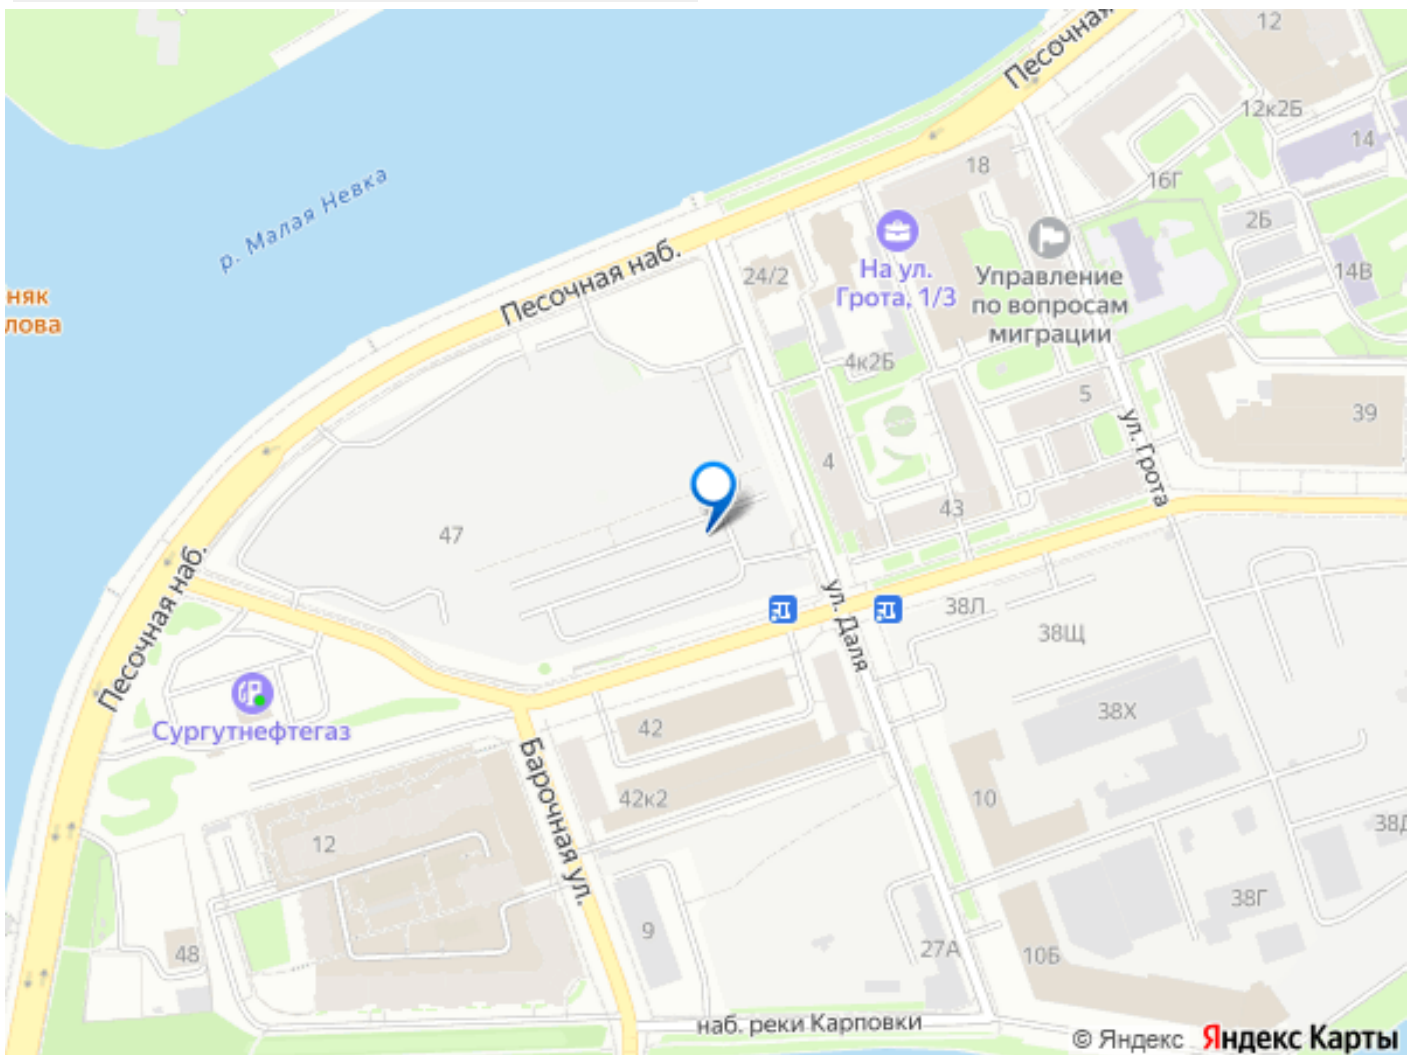 Песочная
12
12к2Б
14
р. Малая Невка
18
16Г
2Б
14В
Песочная наб.
24/2
На ул.
Грота, 1/3
Управление
по вопросам
миграции
няк
лова
4к2Б
5
39
ул. Грота
4
43
47
Песочная наб.
ул. Даля
38Л
38Щ
Сургутнефтегаз
42
38Х
Барочная ул.
42к2
10
12
38Г
9
48
27А
10Б
наб. реки Карповки
© Яндекс Яндекс Карты